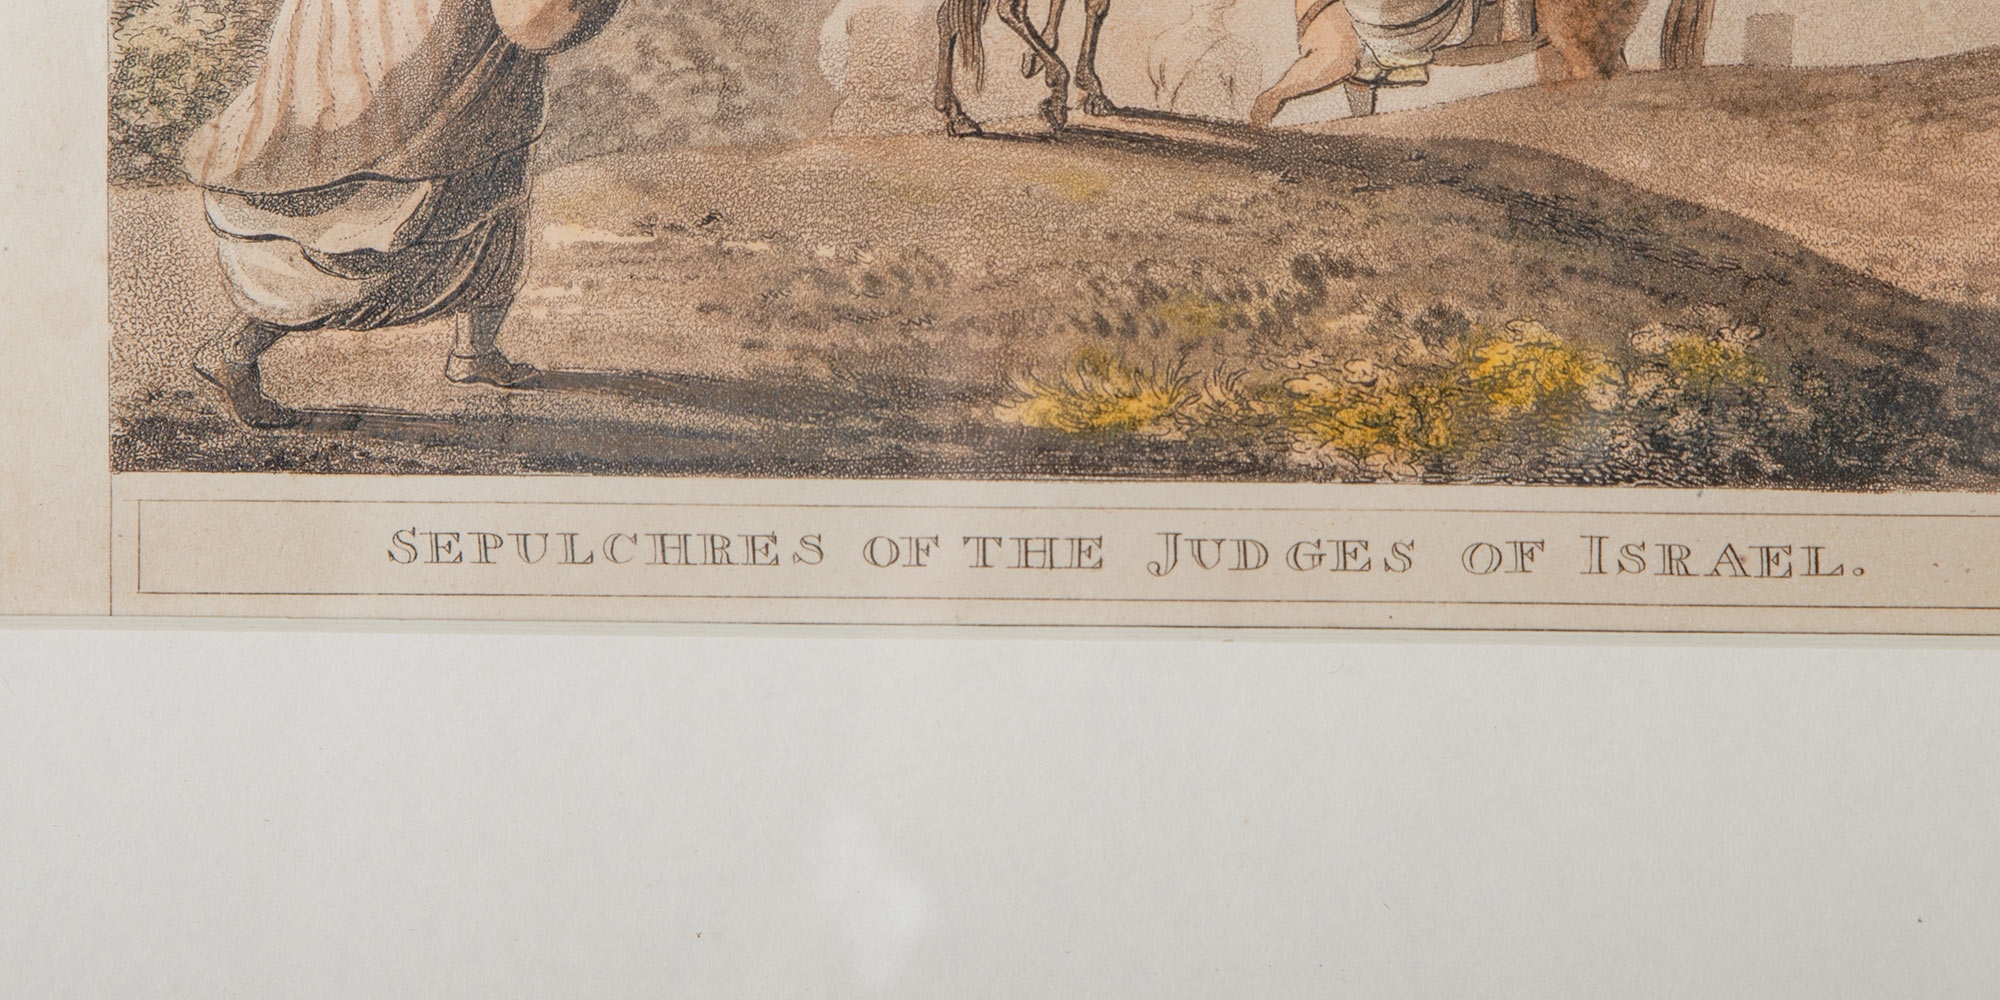 SEPULCHRES OF THE JUDGES OF ISRAEL.